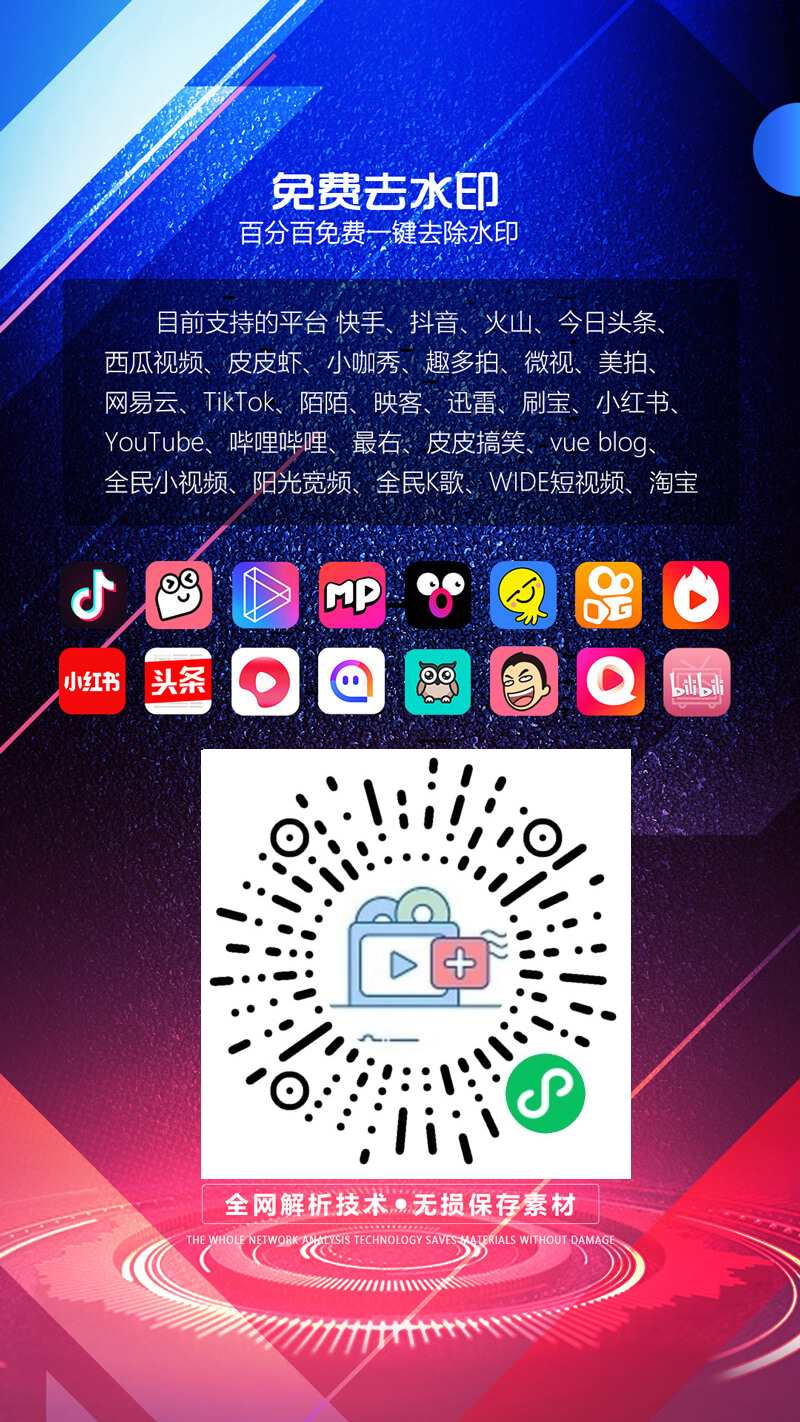 免费去水印
百分百免费一键去除水印
目前支持的平台 快手、抖音、火山、今日头条、
西瓜视频、皮皮虾、小咖秀、趣多拍、微视、美拍、
网易云、TikTok、陌陌、映客、迅雷、刷宝、小红书、
YouTube、哔哩哔哩、最右、皮皮搞笑、vue blog、
全民小视频、阳光宽频、全民K歌、WIDE短视频、淘宝
MP
小红书
头条
bilibili
全网解析技术●无损保存素材
THE WHOLE NETWORK ANALYSIS TECHNOLOGY SAVES MATERIALS WITHOUT DAMAGE